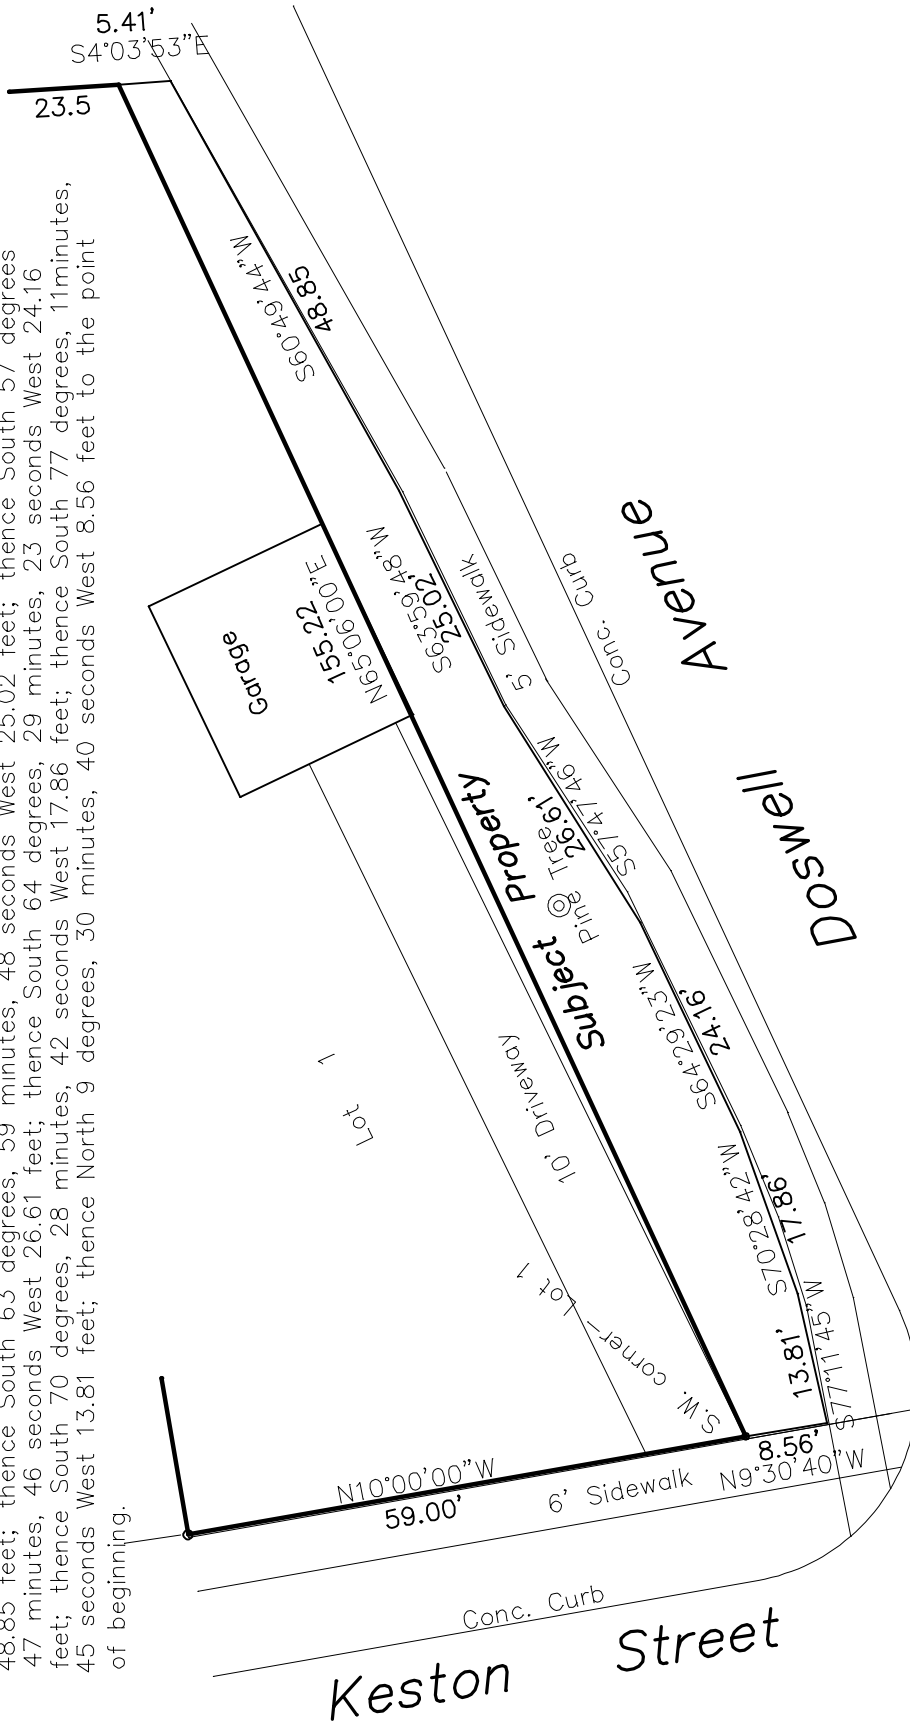 48.85 feet; thence South 63 degrees, 59 minutes, 48 seconds West 25.02 feet; thence South 57 degrees
47 minutes, 46 seconds West 26.61 feet; thence South 64 degrees, 29 minutes, 23 seconds West 24.16
feet; thence South 70 degrees, 28 minutes, 42 seconds West 17.86 feet; thence South 77 degrees, 11minutes,
45 seconds West 13.81 feet; thence North 9 degrees, 30 minutes, 40 seconds West 8.56 feet to the point
of beginning.
5.41'
S4°03'53"E
23.5
S60°49'44"W
48.85
Garage
155.22
N65°06'00"E
S63°59'48"W
25.02'
5' Sidewalk
Conc. Curb
Doswell Avenue
Subject Property
Pine Tree
26.61'
S57°47'46"W
Lot 1
10' Driveway
S64°29'23"W
24.16'
S70°28'42"W
17.86'
S.W. corner- Lot 1
13.81'
S77°11'45"W
8.56'
N9°30'40"W
N10°00'00"W
59.00'
6' Sidewalk
Conc. Curb
Keston Street